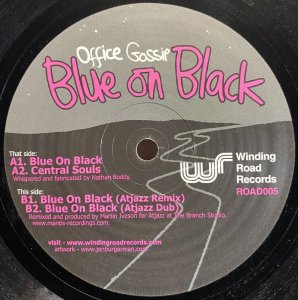 Office Gossip
Blue on Black
That side:
A1. Blue On Black
A2. Central Souls
Whispered and fabricated by Nathan Boddy.
This side:
B1. Blue On Black (Atjazz Remix)
B2. Blue On Black (Atjazz Dub)
Remixed and produced by Martin Iveson for Atjazz at The Branch Studio.
www.mantis-recordings.com.
visit - www.windingroadrecords.com
artwork - www.jonburgerman.com.
Winding
Road
Records
ROAD005